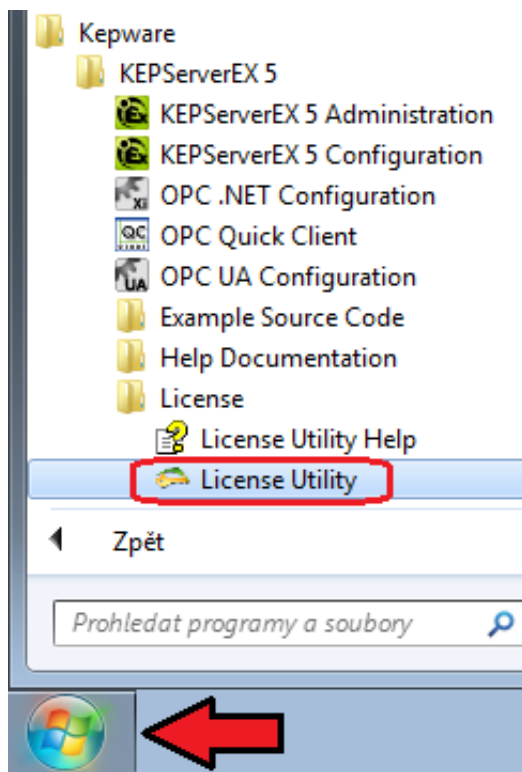 Kepware
KEPServerEX 5
KEPServerEX 5 Administration
KEPServerEX 5 Configuration
OPC .NET Configuration
OPC Quick Client
OPC UA Configuration
Example Source Code
Help Documentation
License
License Utility Help
License Utility
Zpět
Prohledat programy a soubory